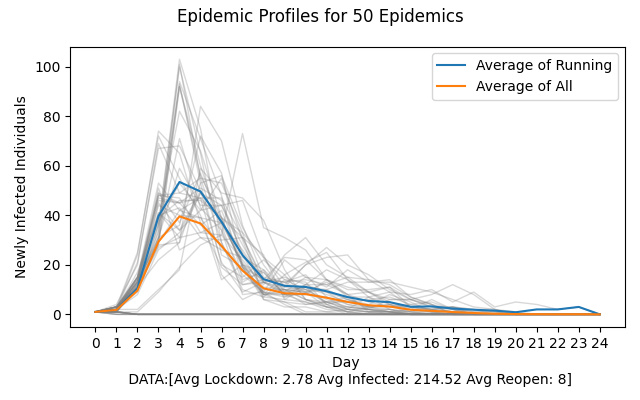 Epidemic Profiles for 50 Epidemics
Average of Running
Average of All
Newly Infected Individuals
100
80
60
40
20
0
0 1 2 3 4 5 6 7 8 9 10 11 12 13 14 15 16 17 18 19 20 21 22 23 24
Day
DATA:[Avg Lockdown: 2.78 Avg Infected: 214.52 Avg Reopen: 8]